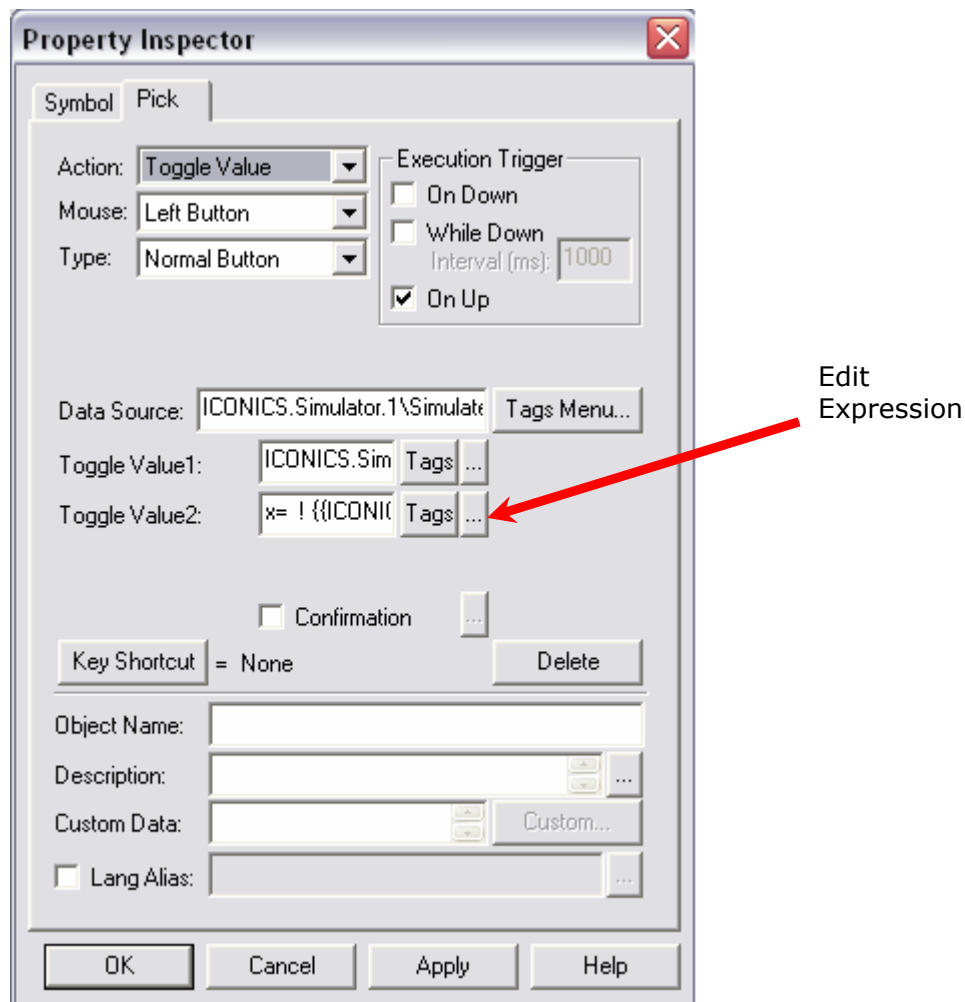 Property Inspector
Symbol Pick
Action: Toggle Value
Mouse: Left Button
Type: Normal Button
Execution Trigger
On Down
While Down
Interval (ms): 1000
On Up
Data Source: ICONICS.Simulator.1\Simulate Tags Menu...
Toggle Value1: ICONICS.Sim Tags ...
Toggle Value2: x= ! {{ICONIC Tags ...
Edit
Expression
Confirmation ...
Key Shortcut = None Delete
Object Name:
Description: ...
Custom Data: Custom...
Lang Alias: ...
OK Cancel Apply Help